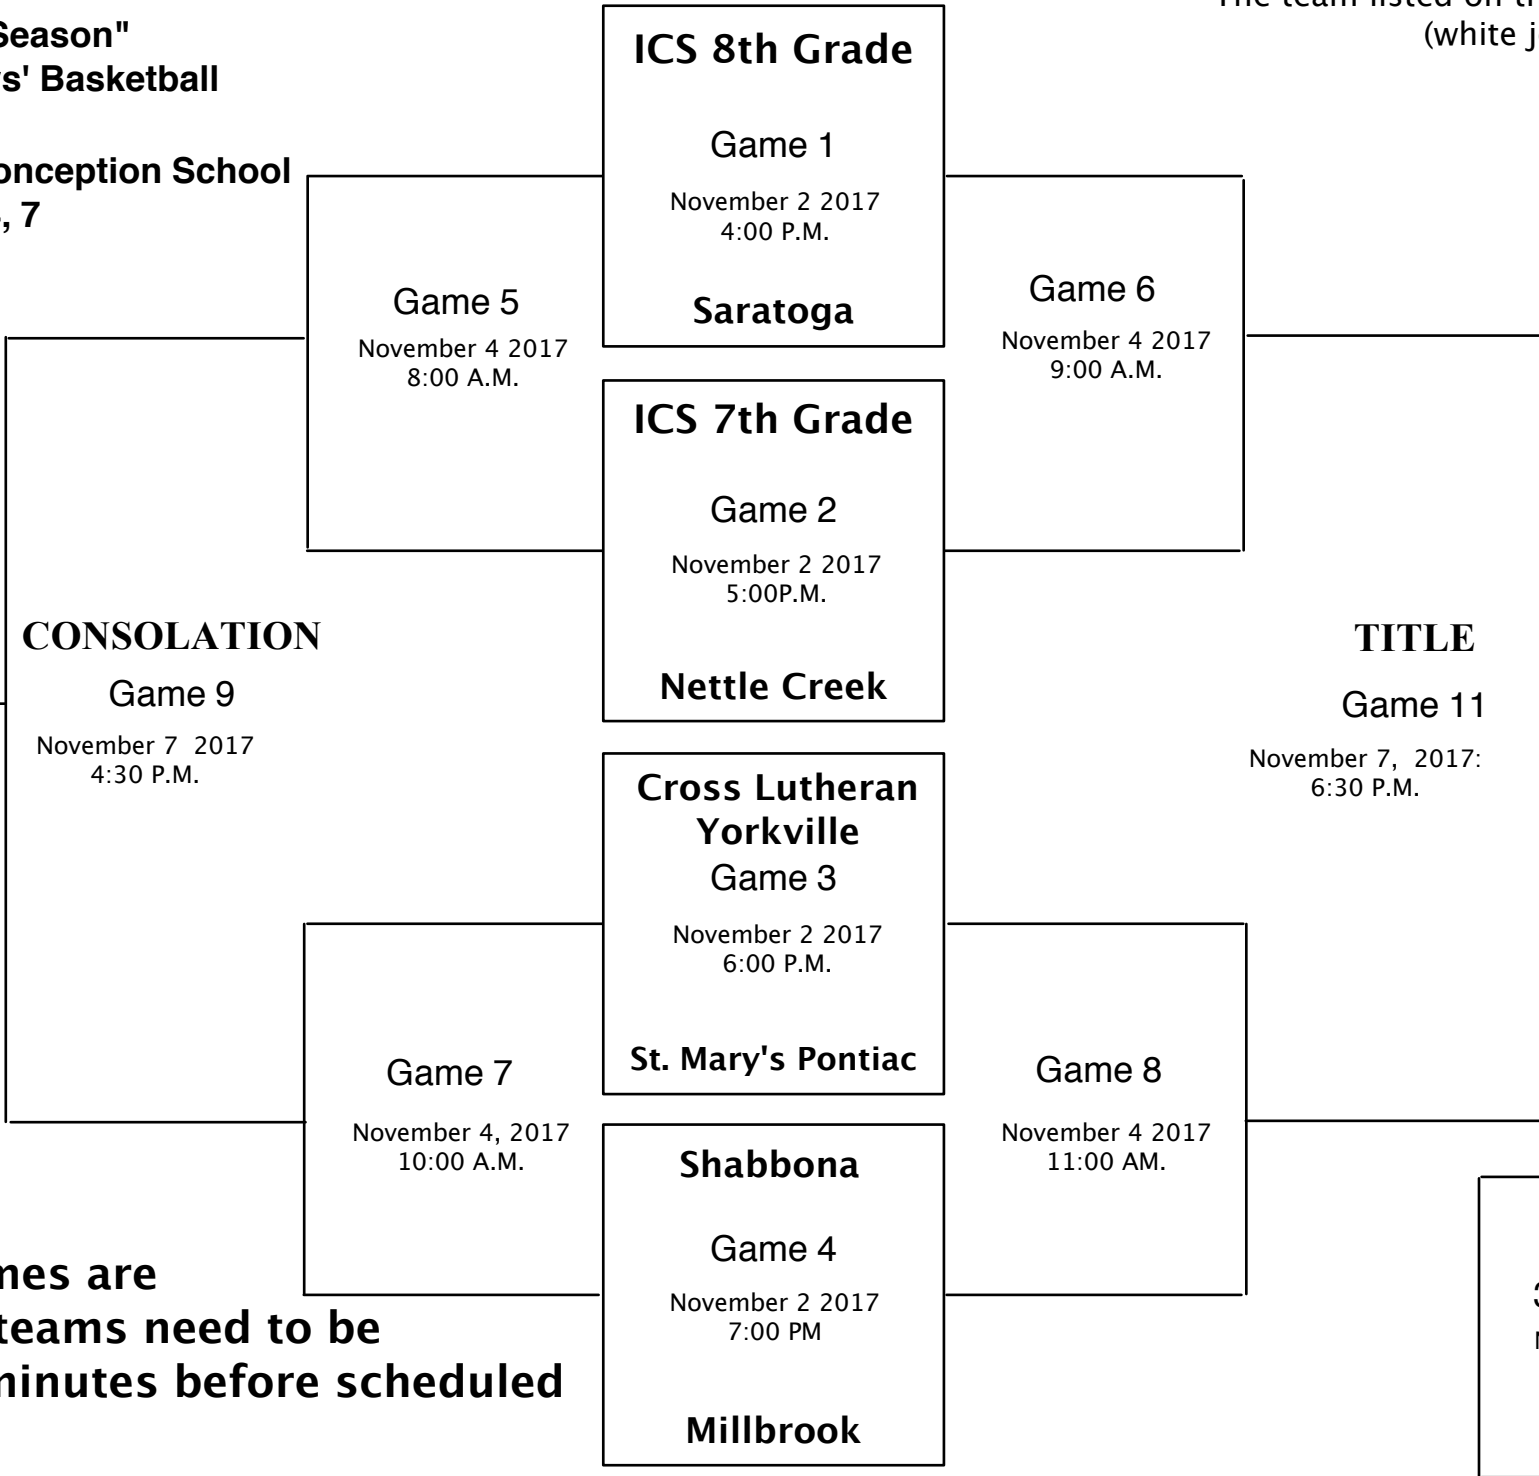 Season"
s' Basketball
onception School
, 7
The team listed on
(white
ICS 8th Grade
Game 1
November 2 2017
4:00 P.M.
Saratoga
Game 5
November 4 2017
8:00 A.M.
Game 6
November 4 2017
9:00 A.M.
ICS 7th Grade
Game 2
November 2 2017
5:00P.M.
Nettle Creek
CONSOLATION
Game 9
November 7 2017
4:30 P.M.
TITLE
Game 11
November 7, 2017:
6:30 P.M.
Cross Lutheran
Yorkville
Game 3
November 2 2017
6:00 P.M.
St. Mary's Pontiac
Game 7
November 4, 2017
10:00 A.M.
Game 8
November 4 2017
11:00 AM.
Shabbona
Game 4
November 2 2017
7:00 PM
Millbrook
mes are
teams need to be
minutes before scheduled